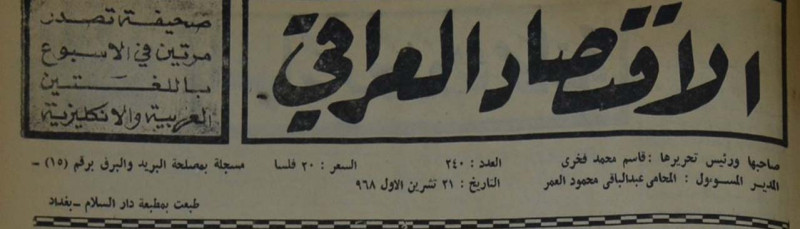 الاقتصاد العراقي
صحيفة تصدر
مرتين في الاسبوع
باللغتين
العربية والانكليزية
صاحبها ورئيس تحريرها : قاسم محمد فخري العدد : ٢٤٠ السعر : ٢٠ فلسا مسجلة بمصلحة البريد والبرق برقم (١٥) –
المدير المسوول : المحامي عبدالباقي محمود العمر التاريخ : ٢١ تشرين الاول ٩٦٨
طبعت بمطبعة دار السلام – بغداد